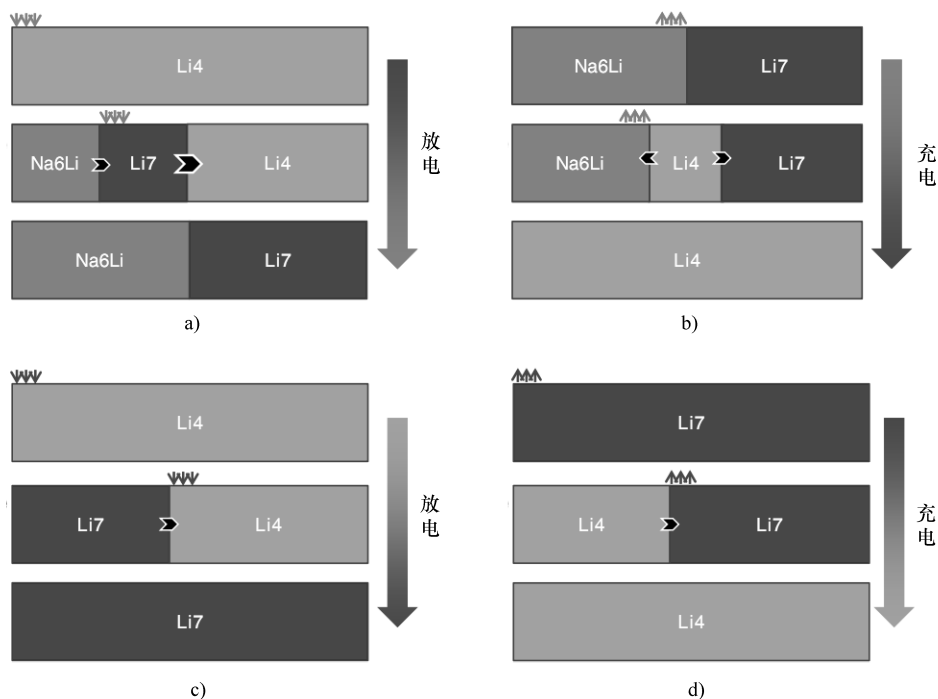 Li4
Na6Li Li7 Li4
Na6Li Li7
放电
a)
Na6Li Li7
Na6Li Li4 Li7
Li4
充电
b)
Li4
Li7 Li4
Li7
放电
c)
Li7
Li4 Li7
Li4
充电
d)